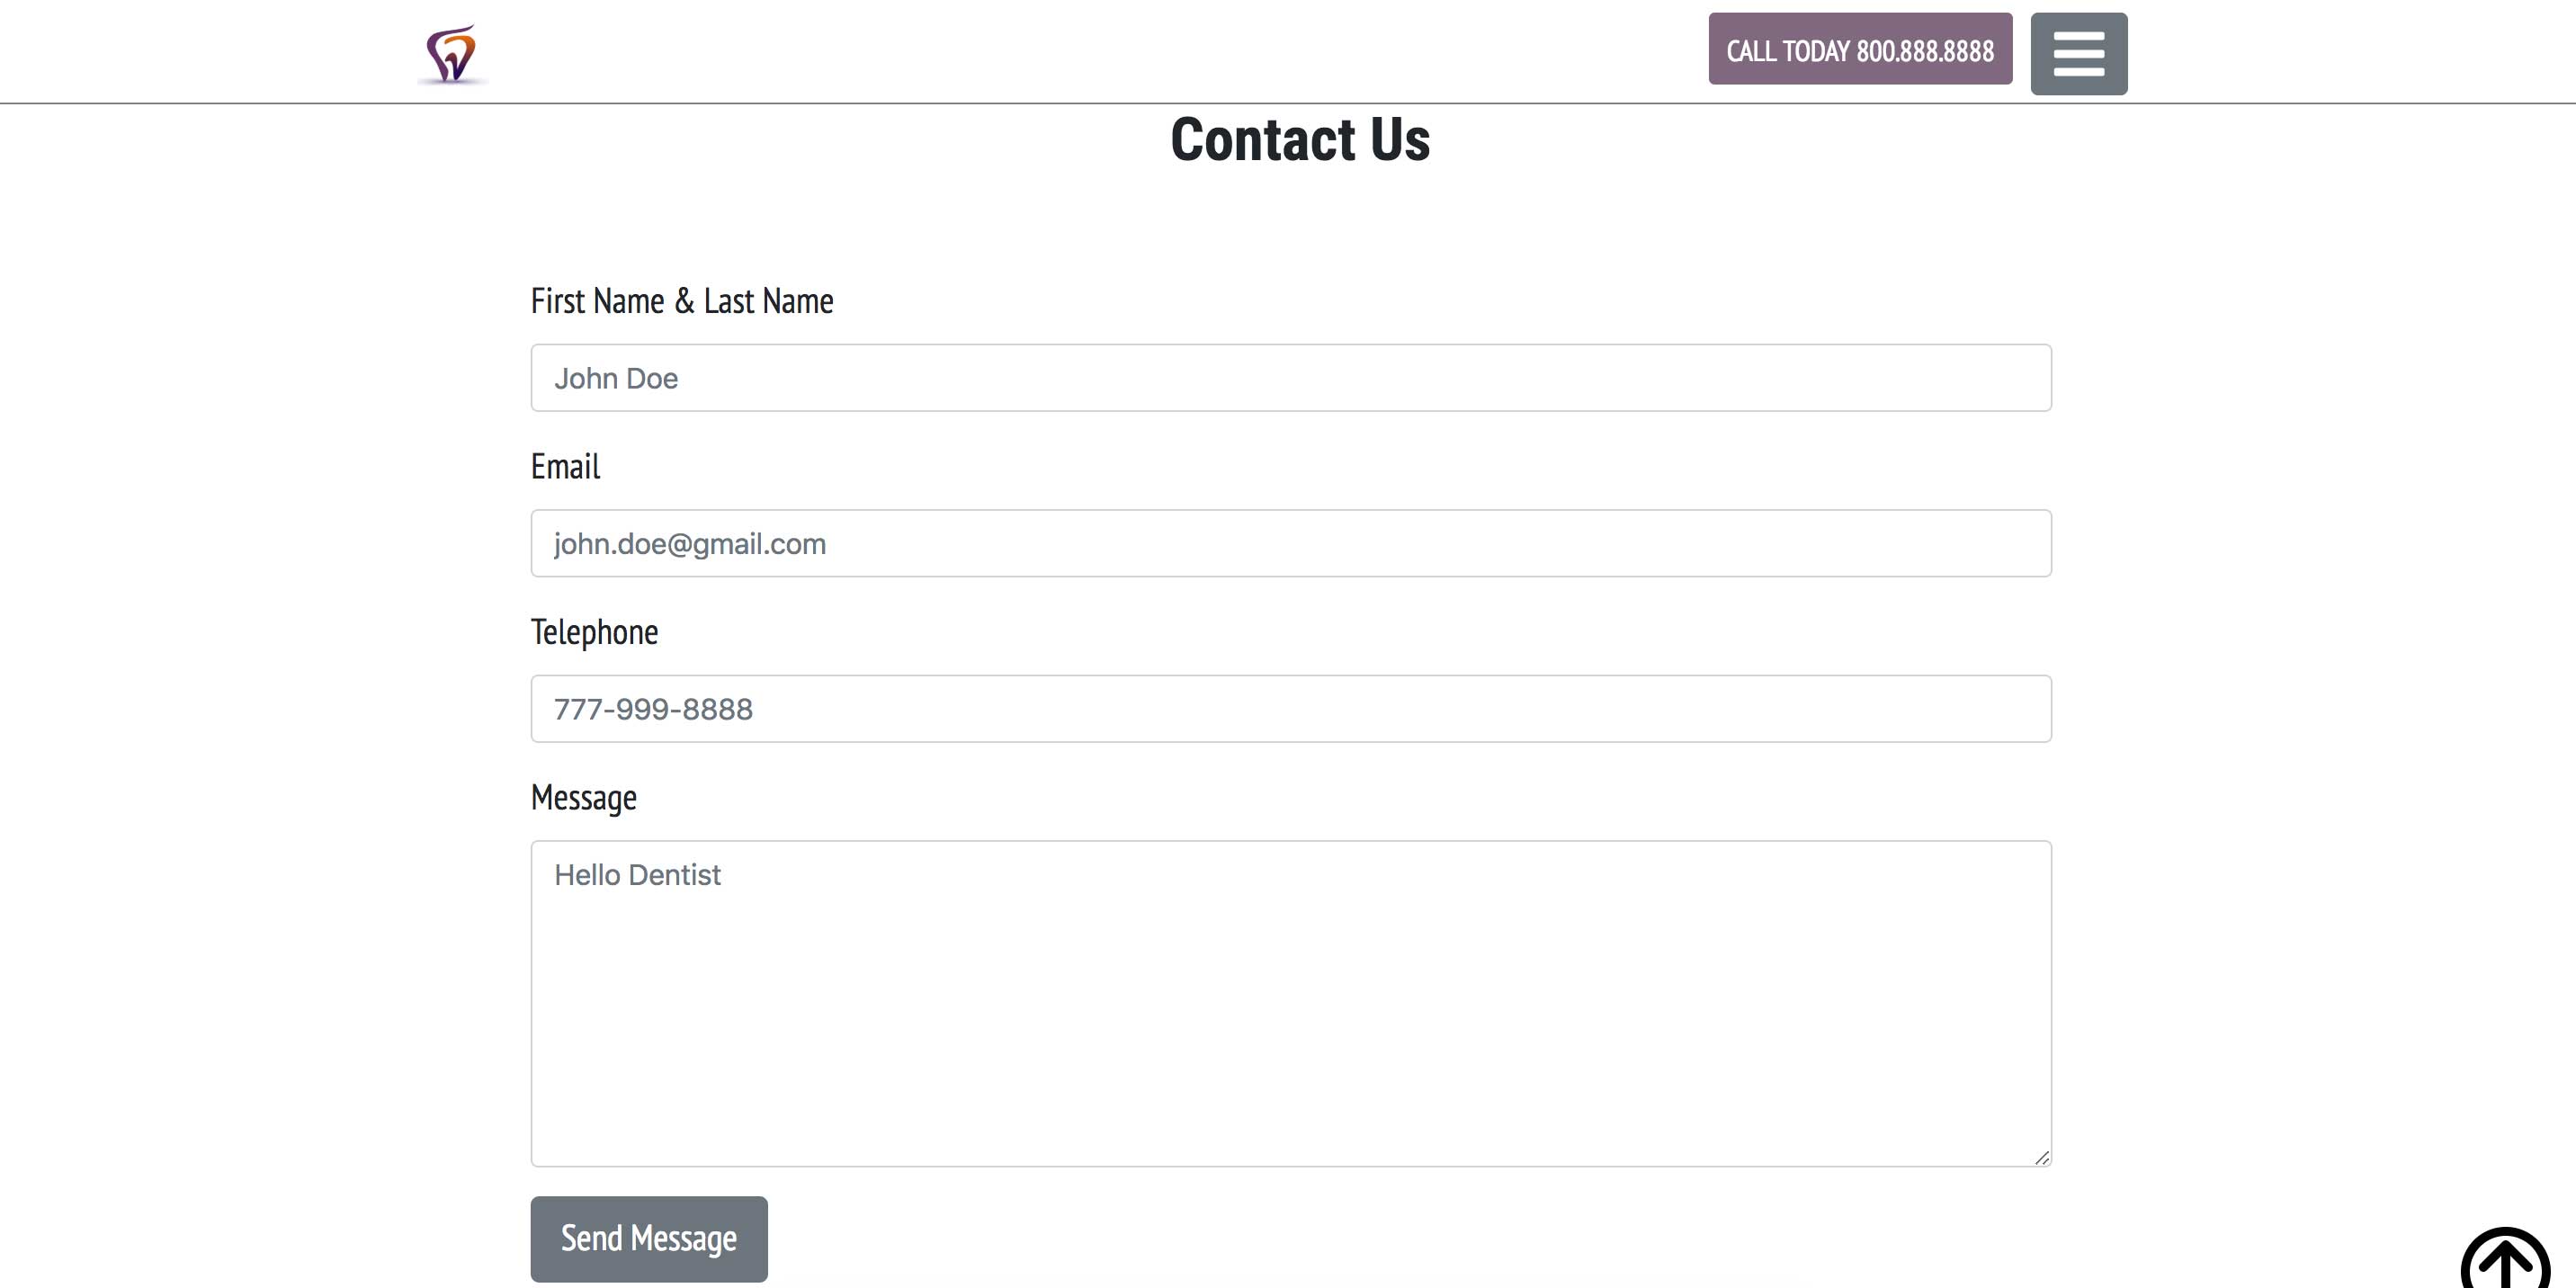 CALL TODAY 800.888.8888
Contact Us
First Name & Last Name
John Doe
Email
john.doe@gmail.com
Telephone
777-999-8888
Message
Hello Dentist
Send Message